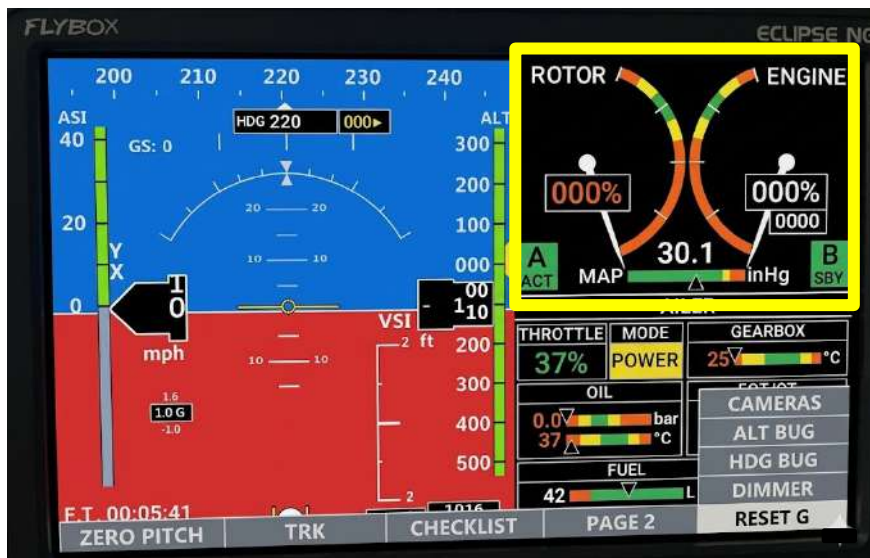 FLYBOX
ECLIPSE NG
200 210 220 230 240
ASI
ALT
HDG 220
000▶
GS: 0
40
20
0
Y
X
I
0
mph
20 20
10 10
10 10
300
200
100
000
00
- 1 10
200
300
400
500
VSI
2 ft
2
1.6
1.0 G
-1.0
F.T. 00:05:41
1016
ROTOR
ENGINE
000%
000%
0000
A
ACT
30.1
MAP
inHg
B
SBY
THROTTLE
37%
MODE
POWER
GEARBOX
25 °C
OIL
0.0 bar
37 °C
FUEL
42 L
CAMERAS
ALT BUG
HDG BUG
DIMMER
RESET G
ZERO PITCH
TRK
CHECKLIST
PAGE 2